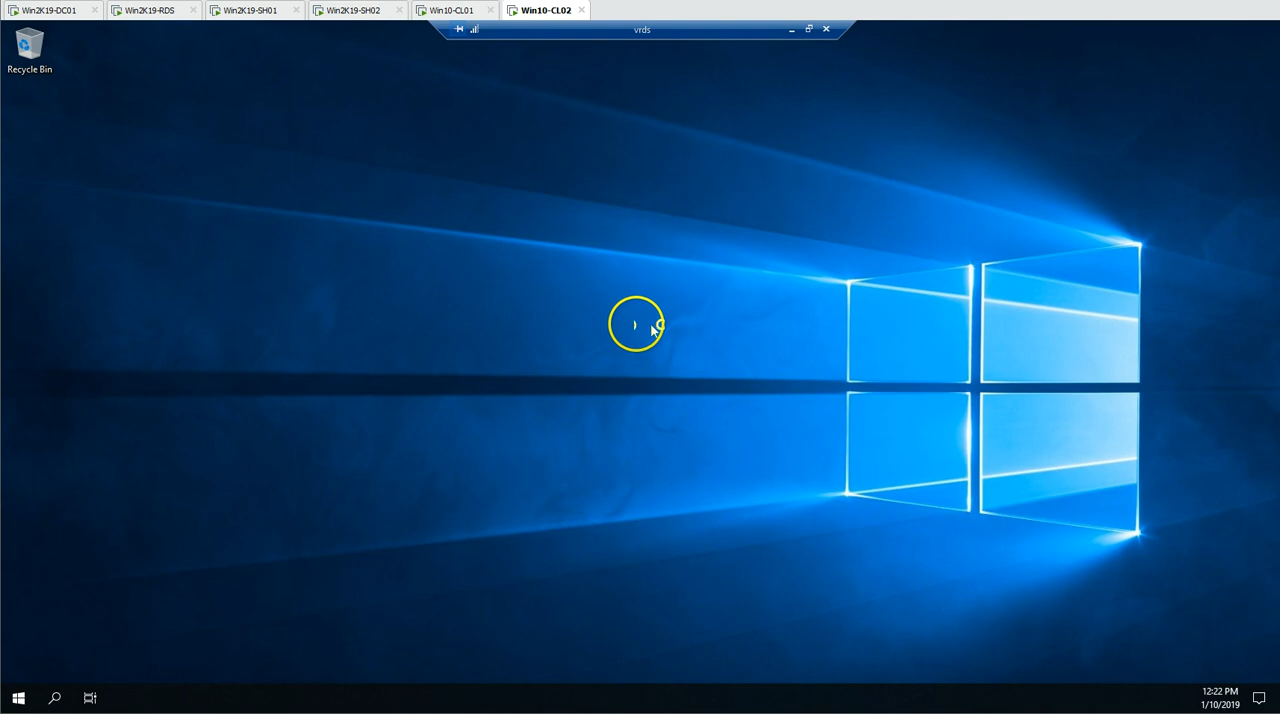 Win2K19-DC01
Win2K19-RDS
Win2K19-SH01
Win2K19-SH02
Win10-CL01
Win10-CL02
vrds
Recycle Bin
12:22 PM
1/10/2019